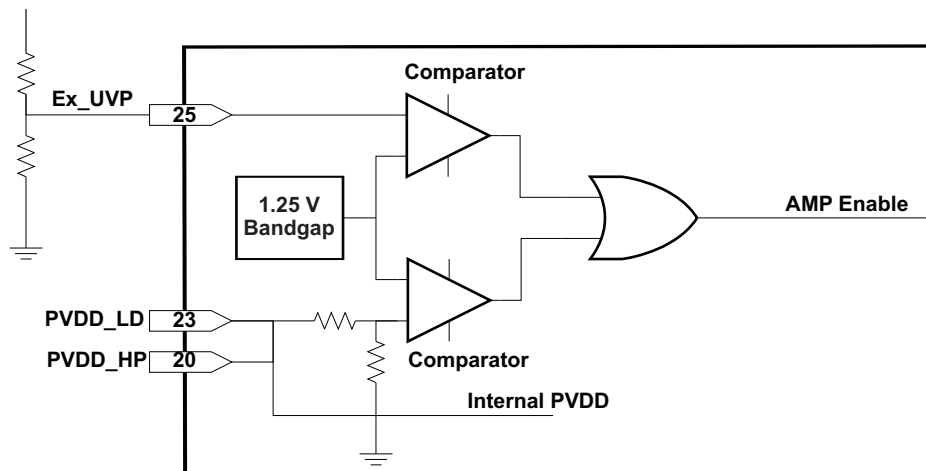 Comparator
Ex_UVP
25
1.25 V
Bandgap
AMP Enable
PVDD_LD
23
PVDD_HP
20
Comparator
Internal PVDD